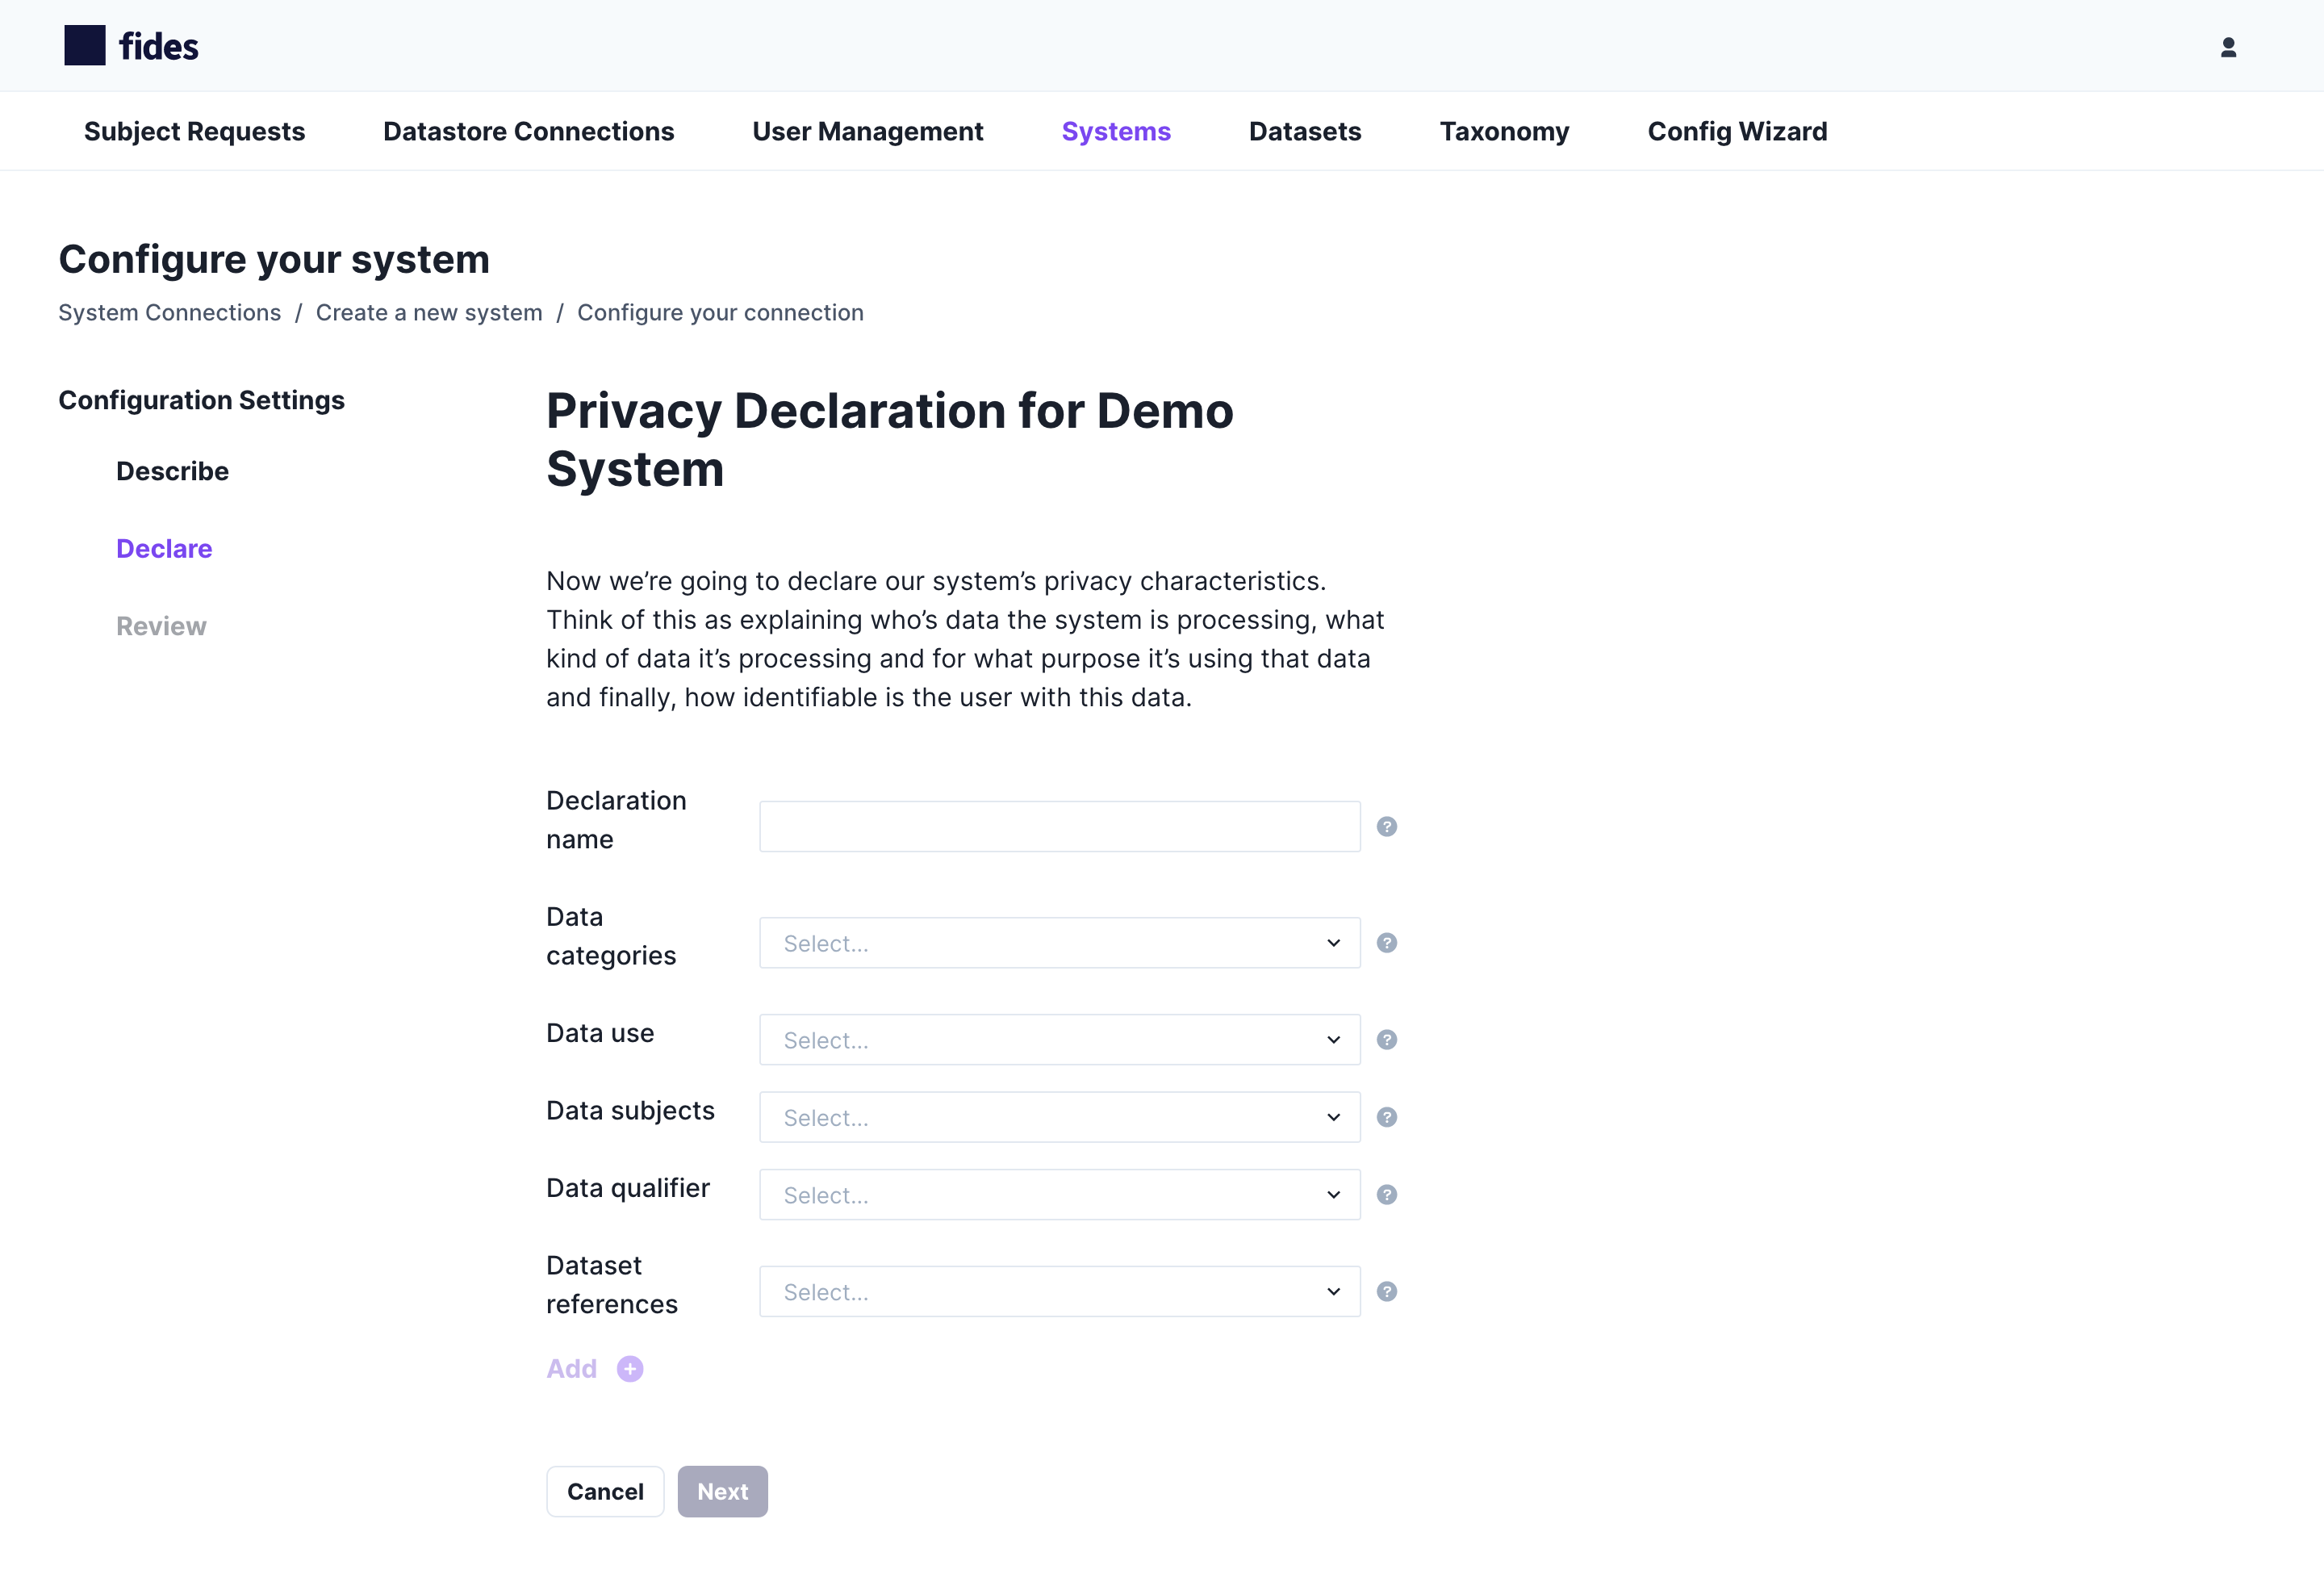 fides
Subject Requests Datastore Connections User Management Systems Datasets Taxonomy Config Wizard
Configure your system
System Connections / Create a new system / Configure your connection
Configuration Settings
Describe
Declare
Review
Privacy Declaration for Demo
System
Now we’re going to declare our system’s privacy characteristics.
Think of this as explaining who’s data the system is processing, what
kind of data it’s processing and for what purpose it’s using that data
and finally, how identifiable is the user with this data.
Declaration
name
?
Data
categories
Select...
?
Data use
Select...
?
Data subjects
Select...
?
Data qualifier
Select...
?
Dataset
references
Select...
?
Add +
Cancel Next